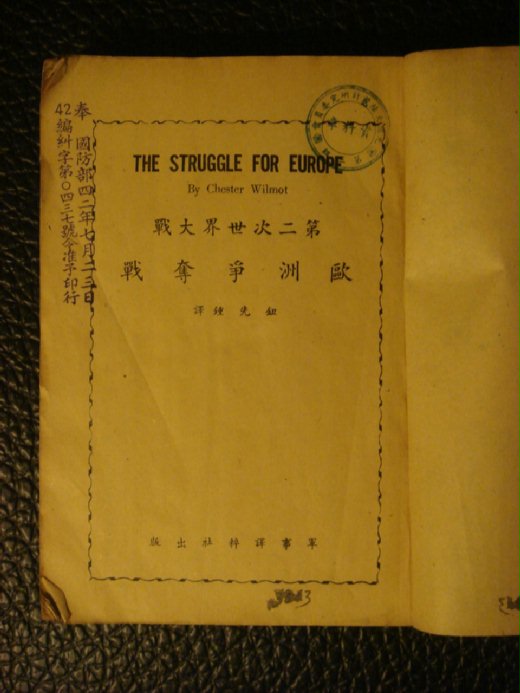 奉 國防部四二年七月二三日
42編糾字第〇四三七號令准予印行
THE STRUGGLE FOR EUROPE
By Chester Wilmot
第二次世界大戰
歐洲爭奪戰
鈕先鍾譯
軍事譯粹社出版